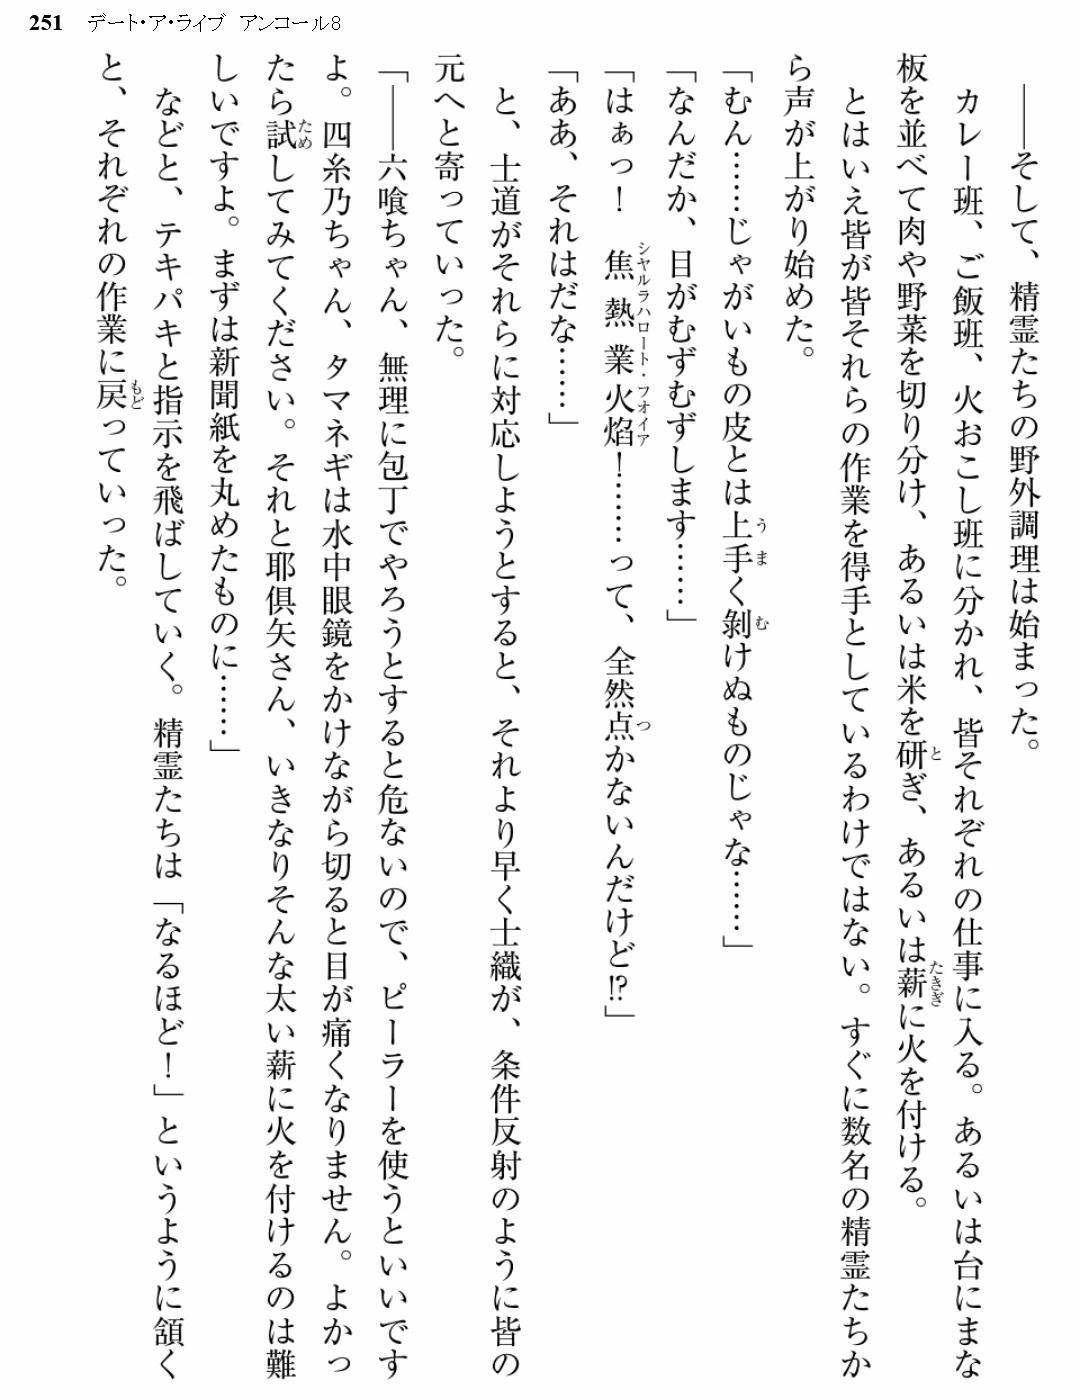 251 デート・ア・ライブ アンコール8
――そして、精霊たちの野外調理は始まった。
カレー班、ご飯班、火おこし班に分かれ、皆それぞれの仕事に入る。あるいは台にまな
板を並べて肉や野菜を切り分け、あるいは米を研ぎ、あるいは薪に火を付ける。
とはいえ皆が皆それらの作業を得手としているわけではない。すぐに数名の精霊たちか
ら声が上がり始めた。
「むん……じゃがいもの皮とは上手く剝けぬものじゃな……」
「なんだか、目がむずむずします……」
「はぁっ! 焦熱業火焰!……って、全然点かないんだけど!?」
「ああ、それはだな……」
と、士道がそれらに対応しようとすると、それより早く士織が、条件反射のように皆の
元へと寄っていった。
「――六喰ちゃん、無理に包丁でやろうとすると危ないので、ピーラーを使うといいです
よ。四糸乃ちゃん、タマネギは水中眼鏡をかけながら切ると目が痛くなりません。よかっ
たら試してみてください。それと耶俱矢さん、いきなりそんな太い薪に火を付けるのは難
しいですよ。まずは新聞紙を丸めたものに……」
などと、テキパキと指示を飛ばしていく。精霊たちは「なるほど!」というように頷く
と、それぞれの作業に戻っていった。